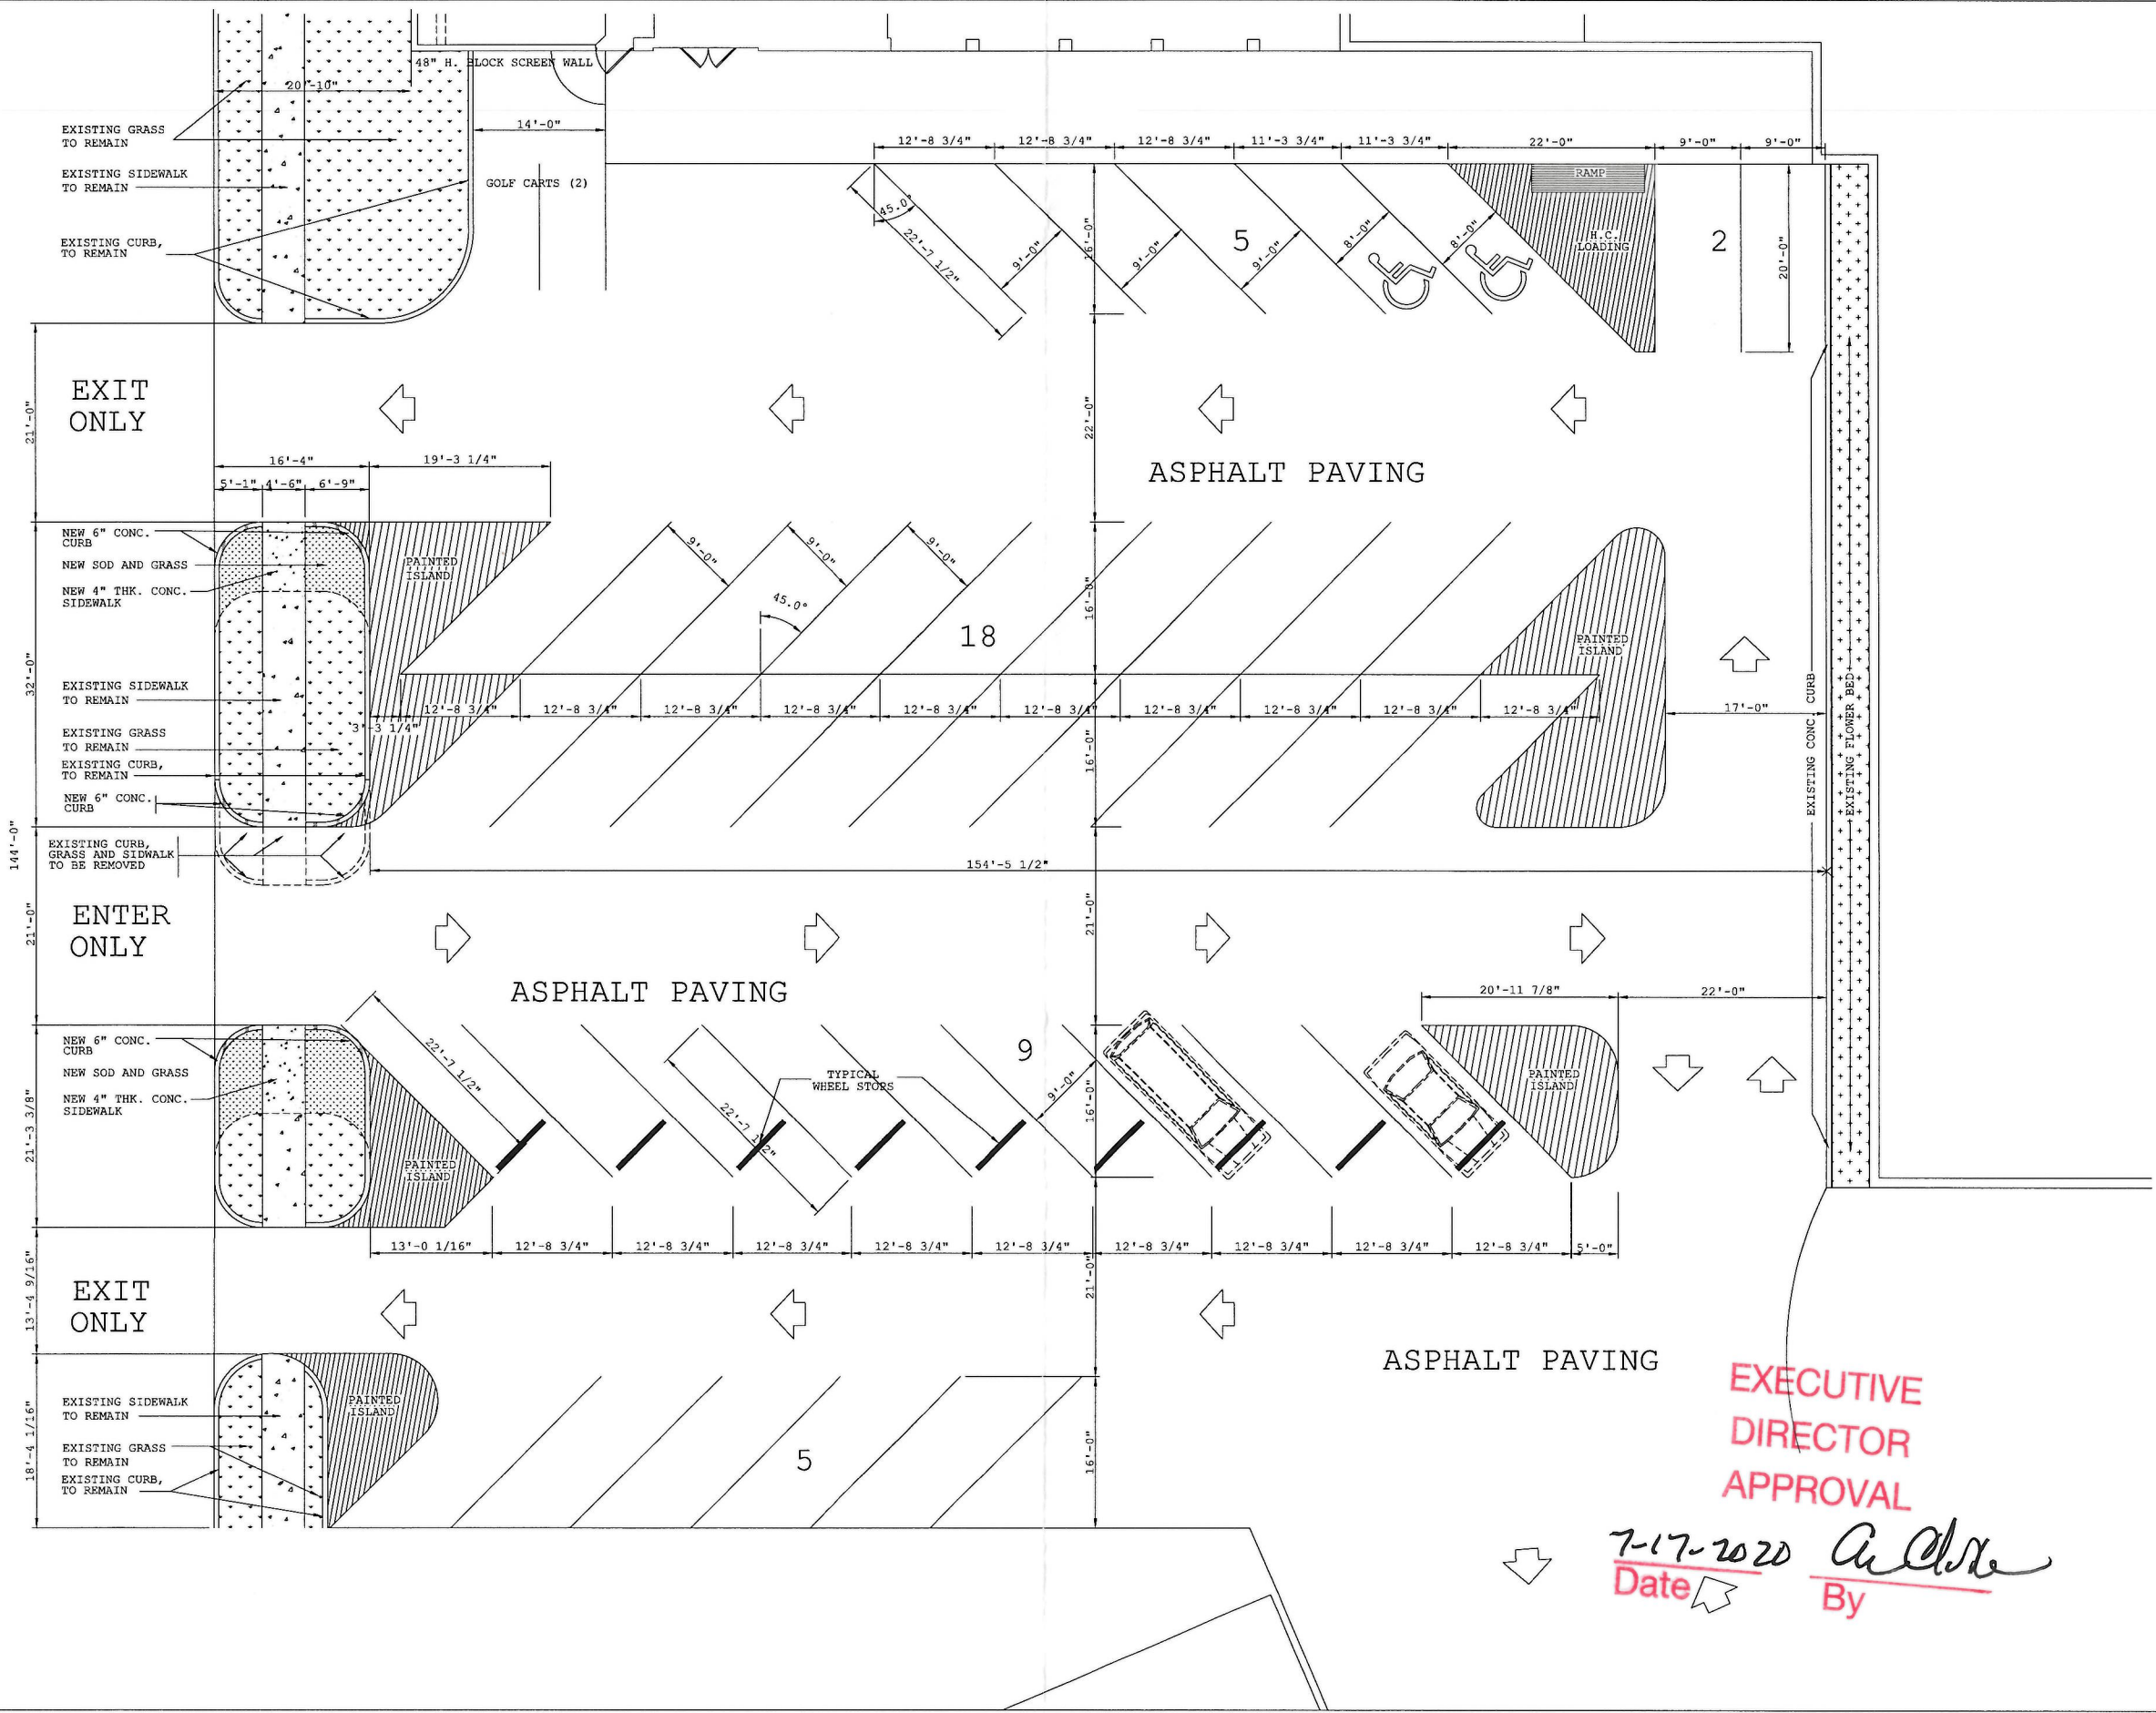 48" H. BLOCK SCREEN WALL
20'-10"
EXISTING GRASS
TO REMAIN
14'-0"
12'-8 3/4" 12'-8 3/4" 12'-8 3/4" 11'-3 3/4" 11'-3 3/4" 22'-0" 9'-0" 9'-0"
EXISTING SIDEWALK
TO REMAIN
GOLF CARTS (2)
RAMP
45.0°
22'-7 1/2"
9'-0"
9'-0"
16'-0"
5
9'-0"
8'-0"
8'-0"
H.C.
LOADING
2
20'-0"
EXISTING CURB,
TO REMAIN
EXIT
ONLY
21'-0"
22'-0"
ASPHALT PAVING
16'-4" 19'-3 1/4"
5'-1" 4'-6" 6'-9"
NEW 6" CONC.
CURB
NEW SOD AND GRASS
NEW 4" THK. CONC.
SIDEWALK
PAINTED
ISLAND
9'-0"
9'-0"
9'-0"
45.0°
16'-0"
18
PAINTED
ISLAND
32'-0"
EXISTING SIDEWALK
TO REMAIN
12'-8 3/4" 12'-8 3/4" 12'-8 3/4" 12'-8 3/4" 12'-8 3/4" 12'-8 3/4" 12'-8 3/4" 12'-8 3/4" 12'-8 3/4" 12'-8 3/4"
17'-0"
3'-3 1/4"
EXISTING GRASS
TO REMAIN
16'-0"
EXISTING CONC. CURB
EXISTING FLOWER BED
EXISTING CURB,
TO REMAIN
NEW 6" CONC.
CURB
144'-0"
EXISTING CURB,
GRASS AND SIDWALK
TO BE REMOVED
154'-5 1/2"
ENTER
ONLY
21'-0"
21'-0"
ASPHALT PAVING
20'-11 7/8" 22'-0"
NEW 6" CONC.
CURB
NEW SOD AND GRASS
NEW 4" THK. CONC.
SIDEWALK
22'-7 1/2"
22'-7 1/2"
TYPICAL
WHEEL STOPS
9
9'-0"
16'-0"
PAINTED
ISLAND
21'-3 3/8"
PAINTED
ISLAND
13'-0 1/16" 12'-8 3/4" 12'-8 3/4" 12'-8 3/4" 12'-8 3/4" 12'-8 3/4" 12'-8 3/4" 12'-8 3/4" 12'-8 3/4" 12'-8 3/4" 5'-0"
13'-4 9/16"
EXIT
ONLY
21'-0"
ASPHALT PAVING
EXISTING SIDEWALK
TO REMAIN
PAINTED
ISLAND
EXISTING GRASS
TO REMAIN
EXISTING CURB,
TO REMAIN
18'-4 1/16"
5
16'-0"
EXECUTIVE
DIRECTOR
APPROVAL
7-17-2020
Date
By